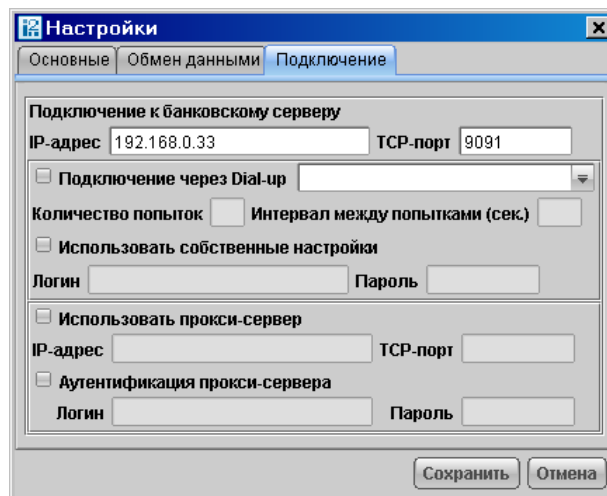 Настройки
Основные Обмен данными Подключение
Подключение к банковскому серверу
IP-адрес 192.168.0.33 TCP-порт 9091
Подключение через Dial-up
Количество попыток Интервал между попытками (сек.)
Использовать собственные настройки
Логин Пароль
Использовать прокси-сервер
IP-адрес TCP-порт
Аутентификация прокси-сервера
Логин Пароль
Сохранить Отмена